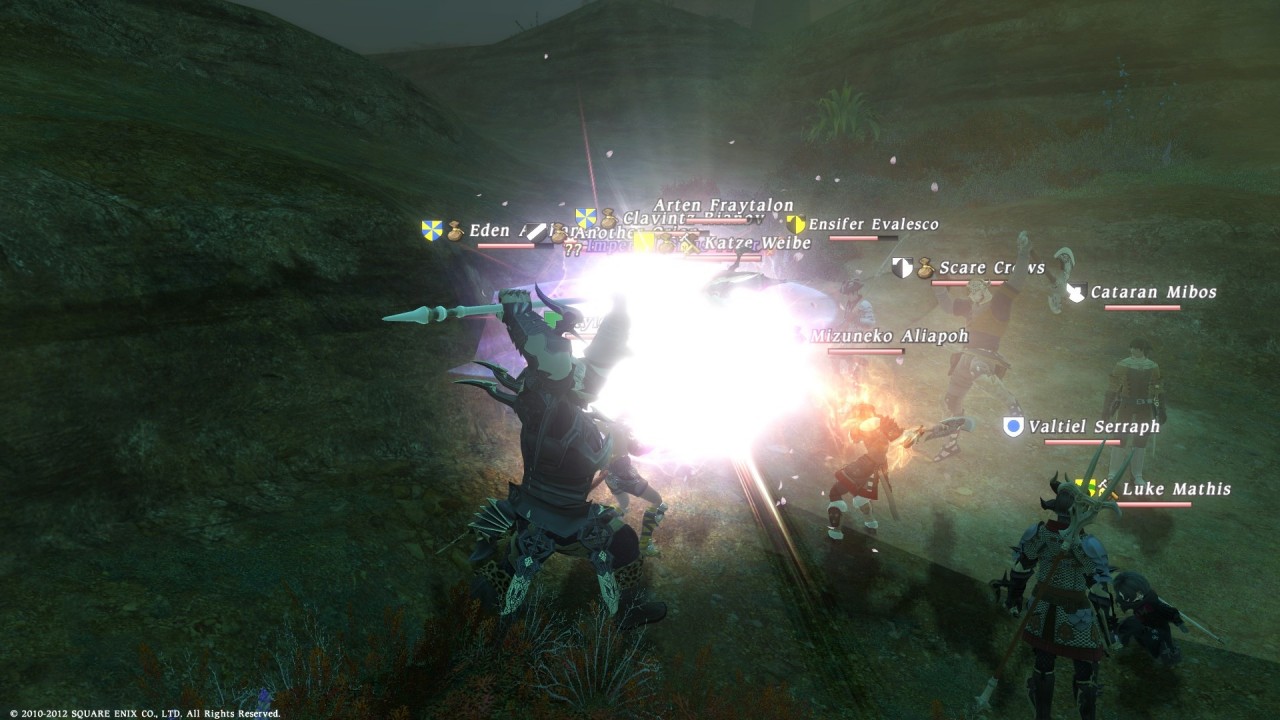 Arten Fraytalon
Clavintz
Ensifer Evalesco
Eden
Katze Weibe
??
Scare Crows
Cataran Mibos
Mizuneko Aliapoh
Valtiel Serraph
Luke Mathis
© 2010-2012 SQUARE ENIX CO., LTD. All Rights Reserved.